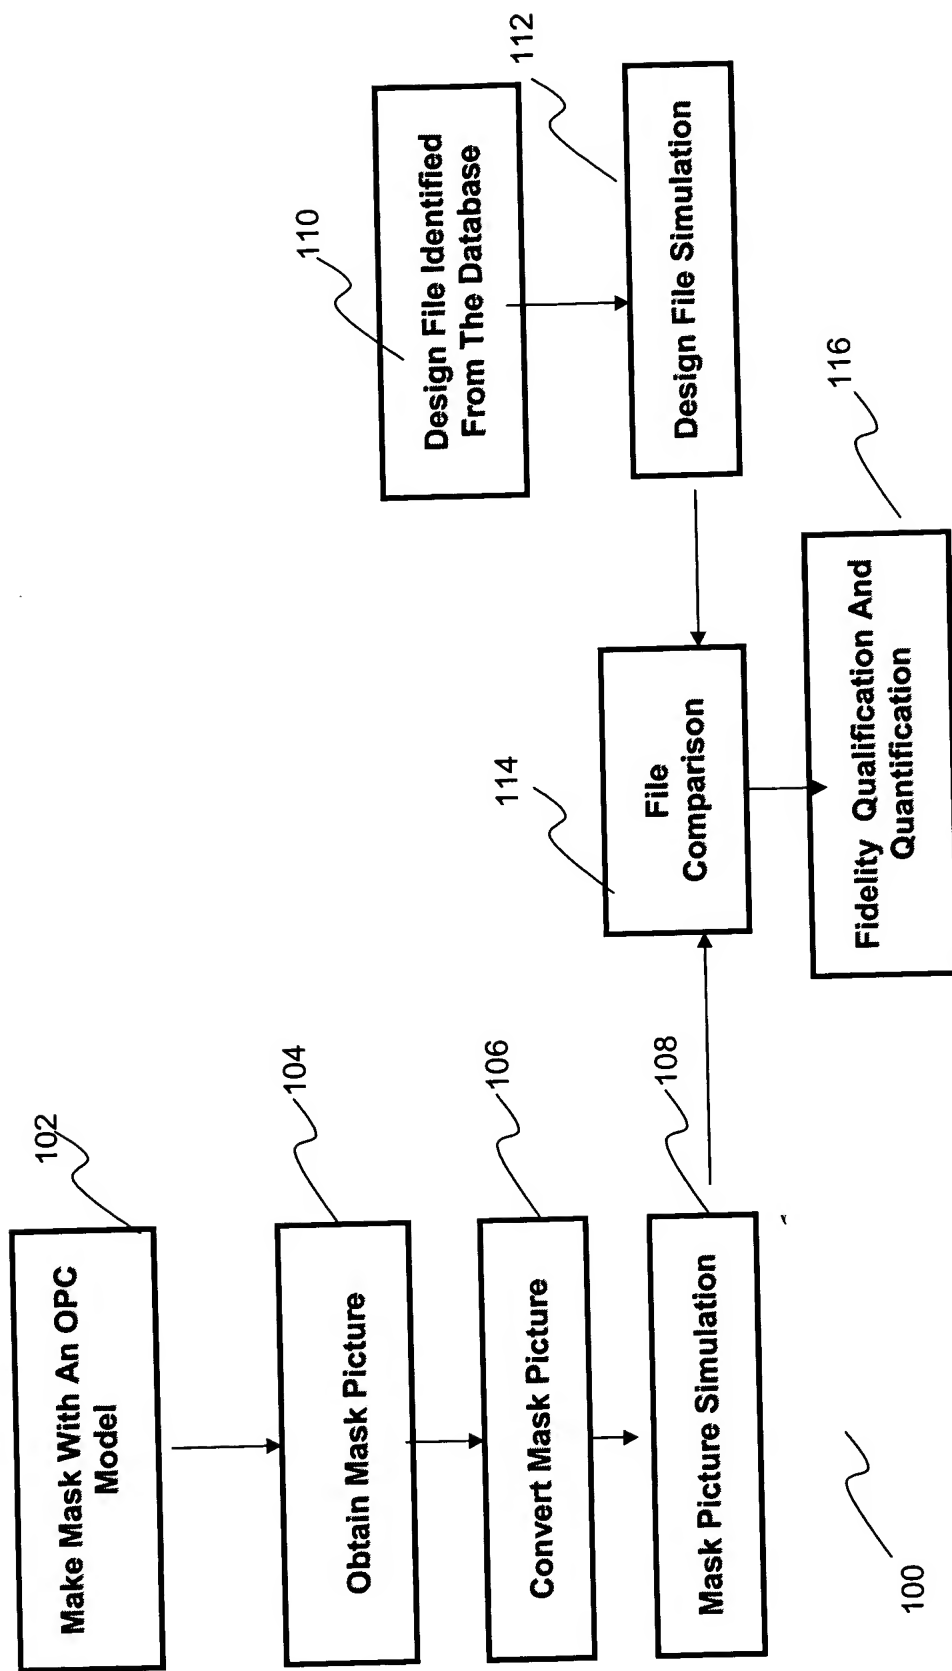 102
Make Mask With An OPC
Model
104
Obtain Mask Picture
106
Convert Mask Picture
108
Mask Picture Simulation
110
Design File Identified
From The Database
112
Design File Simulation
114
File
Comparison
116
Fidelity Qualification And
Quantification
100